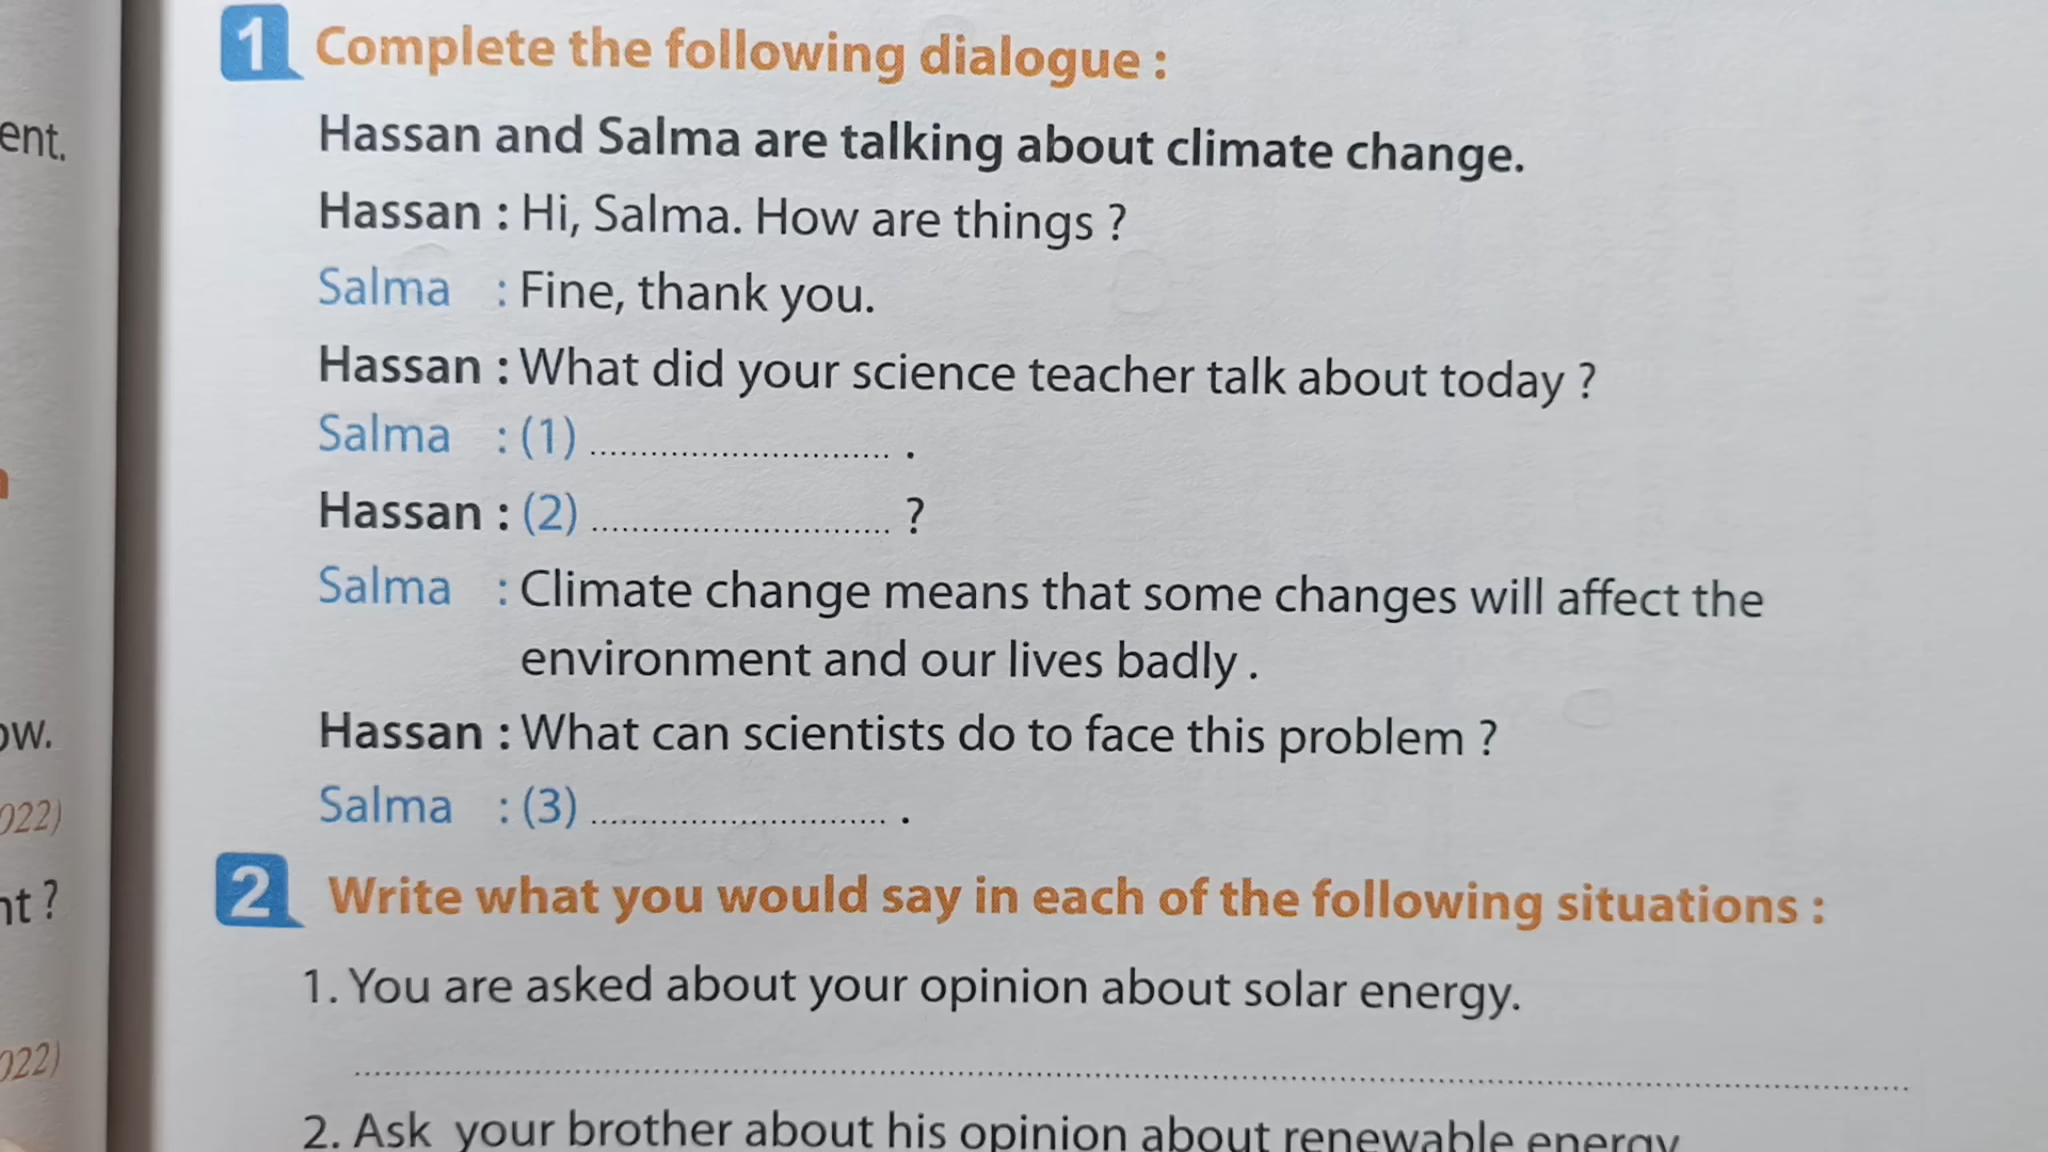 1 Complete the following dialogue :
Hassan and Salma are talking about climate change.
ent.
Hassan : Hi, Salma. How are things ?
Salma : Fine, thank you.
Hassan : What did your science teacher talk about today ?
Salma : (1) .............................. .
Hassan : (2) .............................. ?
Salma : Climate change means that some changes will affect the
environment and our lives badly .
ow.
Hassan : What can scientists do to face this problem ?
022)
Salma : (3) .............................. .
nt ?
2 Write what you would say in each of the following situations :
1. You are asked about your opinion about solar energy.
022)
2. Ask your brother about his opinion about renewable energy